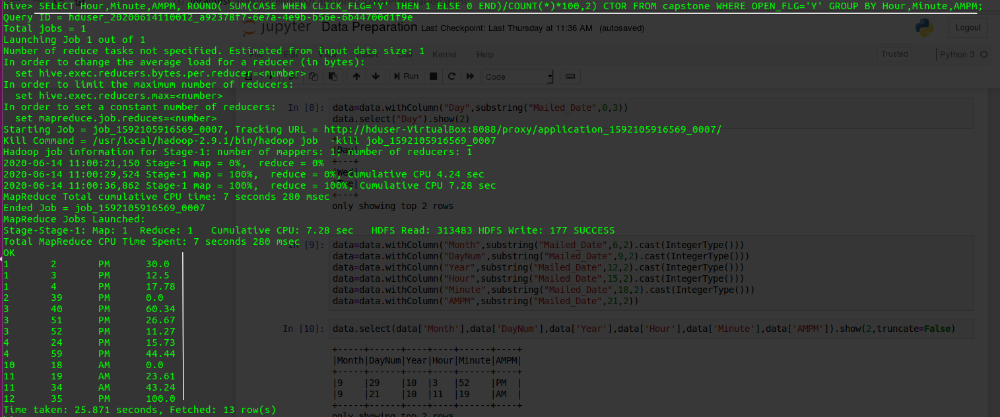 hive> SELECT Hour,Minute,AMPM, ROUND( SUM(CASE WHEN CLICK_FLG='Y' THEN 1 ELSE 0 END)/COUNT(*)*100,2) CTOR FROM capstone WHERE OPEN_FLG='Y' GROUP BY Hour,Minute,AMPM;
Query ID = hduser_20200614110012_a92378f7-6e7a-4e9b-b56e-6b44700d1f9e
Total jobs = 1
Launching Job 1 out of 1
Number of reduce tasks not specified. Estimated from input data size: 1
In order to change the average load for a reducer (in bytes):
set hive.exec.reducers.bytes.per.reducer=<number>
In order to limit the maximum number of reducers:
set hive.exec.reducers.max=<number>
In order to set a constant number of reducers:
set mapreduce.job.reduces=<number>
Starting Job = job_1592105916569_0007, Tracking URL = http://hduser-VirtualBox:8088/proxy/application_1592105916569_0007/
Kill Command = /usr/local/hadoop-2.9.1/bin/hadoop job  -kill job_1592105916569_0007
Hadoop job information for Stage-1: number of mappers: 1; number of reducers: 1
2020-06-14 11:00:21,150 Stage-1 map = 0%,  reduce = 0%
2020-06-14 11:00:29,524 Stage-1 map = 100%,  reduce = 0%, Cumulative CPU 4.24 sec
2020-06-14 11:00:36,862 Stage-1 map = 100%,  reduce = 100%, Cumulative CPU 7.28 sec
MapReduce Total cumulative CPU time: 7 seconds 280 msec
Ended Job = job_1592105916569_0007
MapReduce Jobs Launched:
Stage-Stage-1: Map: 1  Reduce: 1   Cumulative CPU: 7.28 sec   HDFS Read: 313483 HDFS Write: 177 SUCCESS
Total MapReduce CPU Time Spent: 7 seconds 280 msec
OK
1 2 PM 30.0
1 3 PM 12.5
1 4 PM 17.78
2 39 PM 0.0
3 40 PM 60.34
3 51 PM 26.67
3 52 PM 11.27
4 24 PM 15.73
4 59 PM 44.44
10 18 AM 0.0
11 19 AM 23.61
11 34 AM 43.24
12 35 PM 100.0
Time taken: 25.871 seconds, Fetched: 13 row(s)
jupyter Data Preparation Last Checkpoint: Last Thursday at 11:36 AM (autosaved)
Logout
Kernel Help
Trusted Python 3
Run Code
In [8]: data=data.withColumn("Day",substring("Mailed_Date",0,3))
data.select("Day").show(2)
+---+
|Day|
+---+
|Wed|
|Tue|
+---+
only showing top 2 rows
In [9]: data=data.withColumn("Month",substring("Mailed_Date",6,2).cast(IntegerType()))
data=data.withColumn("DayNum",substring("Mailed_Date",9,2).cast(IntegerType()))
data=data.withColumn("Year",substring("Mailed_Date",12,2).cast(IntegerType()))
data=data.withColumn("Hour",substring("Mailed_Date",15,2).cast(IntegerType()))
data=data.withColumn("Minute",substring("Mailed_Date",18,2).cast(IntegerType()))
data=data.withColumn("AMPM",substring("Mailed_Date",21,2))
In [10]: data.select(data['Month'],data['DayNum'],data['Year'],data['Hour'],data['Minute'],data['AMPM']).show(2,truncate=False)
+-----+------+----+----+------+----+
|Month|DayNum|Year|Hour|Minute|AMPM|
+-----+------+----+----+------+----+
|9    |29    |10  |3   |52    |PM  |
|9    |21    |10  |11  |19    |AM  |
+-----+------+----+----+------+----+
only showing top 2 rows